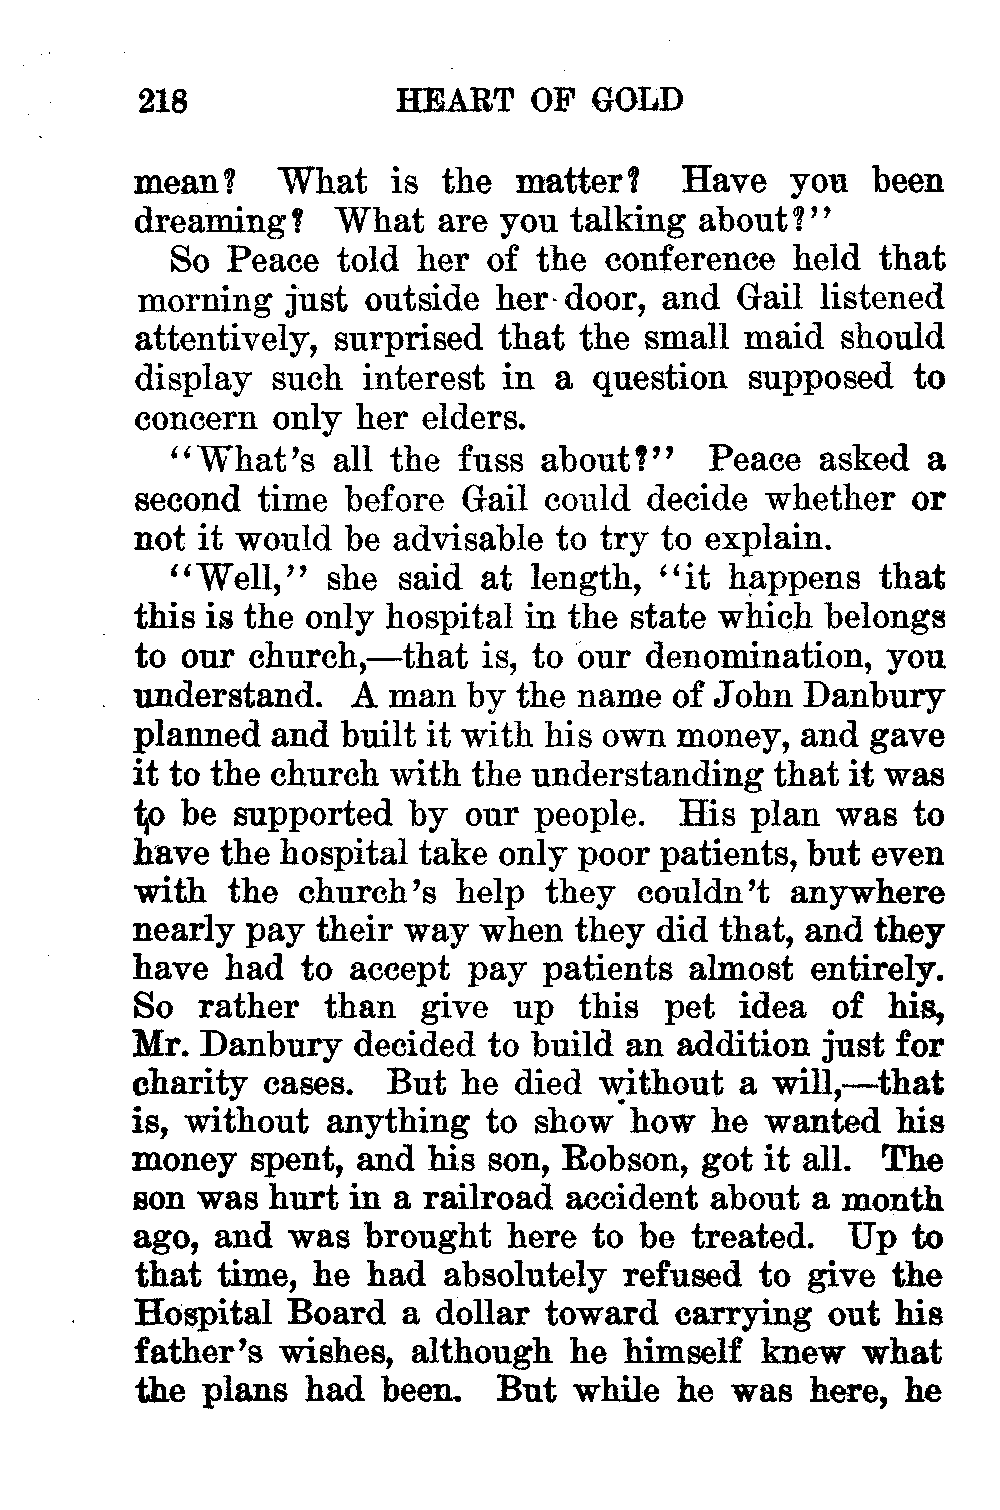 218 HEART OF GOLD
mean? What is the matter? Have you been
dreaming? What are you talking about?”
So Peace told her of the conference held that
morning just outside her door, and Gail listened
attentively, surprised that the small maid should
display such interest in a question supposed to
concern only her elders.
“What’s all the fuss about?” Peace asked a
second time before Gail could decide whether or
not it would be advisable to try to explain.
“Well,” she said at length, “it happens that
this is the only hospital in the state which belongs
to our church,—that is, to our denomination, you
understand. A man by the name of John Danbury
planned and built it with his own money, and gave
it to the church with the understanding that it was
to be supported by our people. His plan was to
have the hospital take only poor patients, but even
with the church’s help they couldn’t anywhere
nearly pay their way when they did that, and they
have had to accept pay patients almost entirely.
So rather than give up this pet idea of his,
Mr. Danbury decided to build an addition just for
charity cases. But he died without a will,—that
is, without anything to show how he wanted his
money spent, and his son, Robson, got it all. The
son was hurt in a railroad accident about a month
ago, and was brought here to be treated. Up to
that time, he had absolutely refused to give the
Hospital Board a dollar toward carrying out his
father’s wishes, although he himself knew what
the plans had been. But while he was here, he